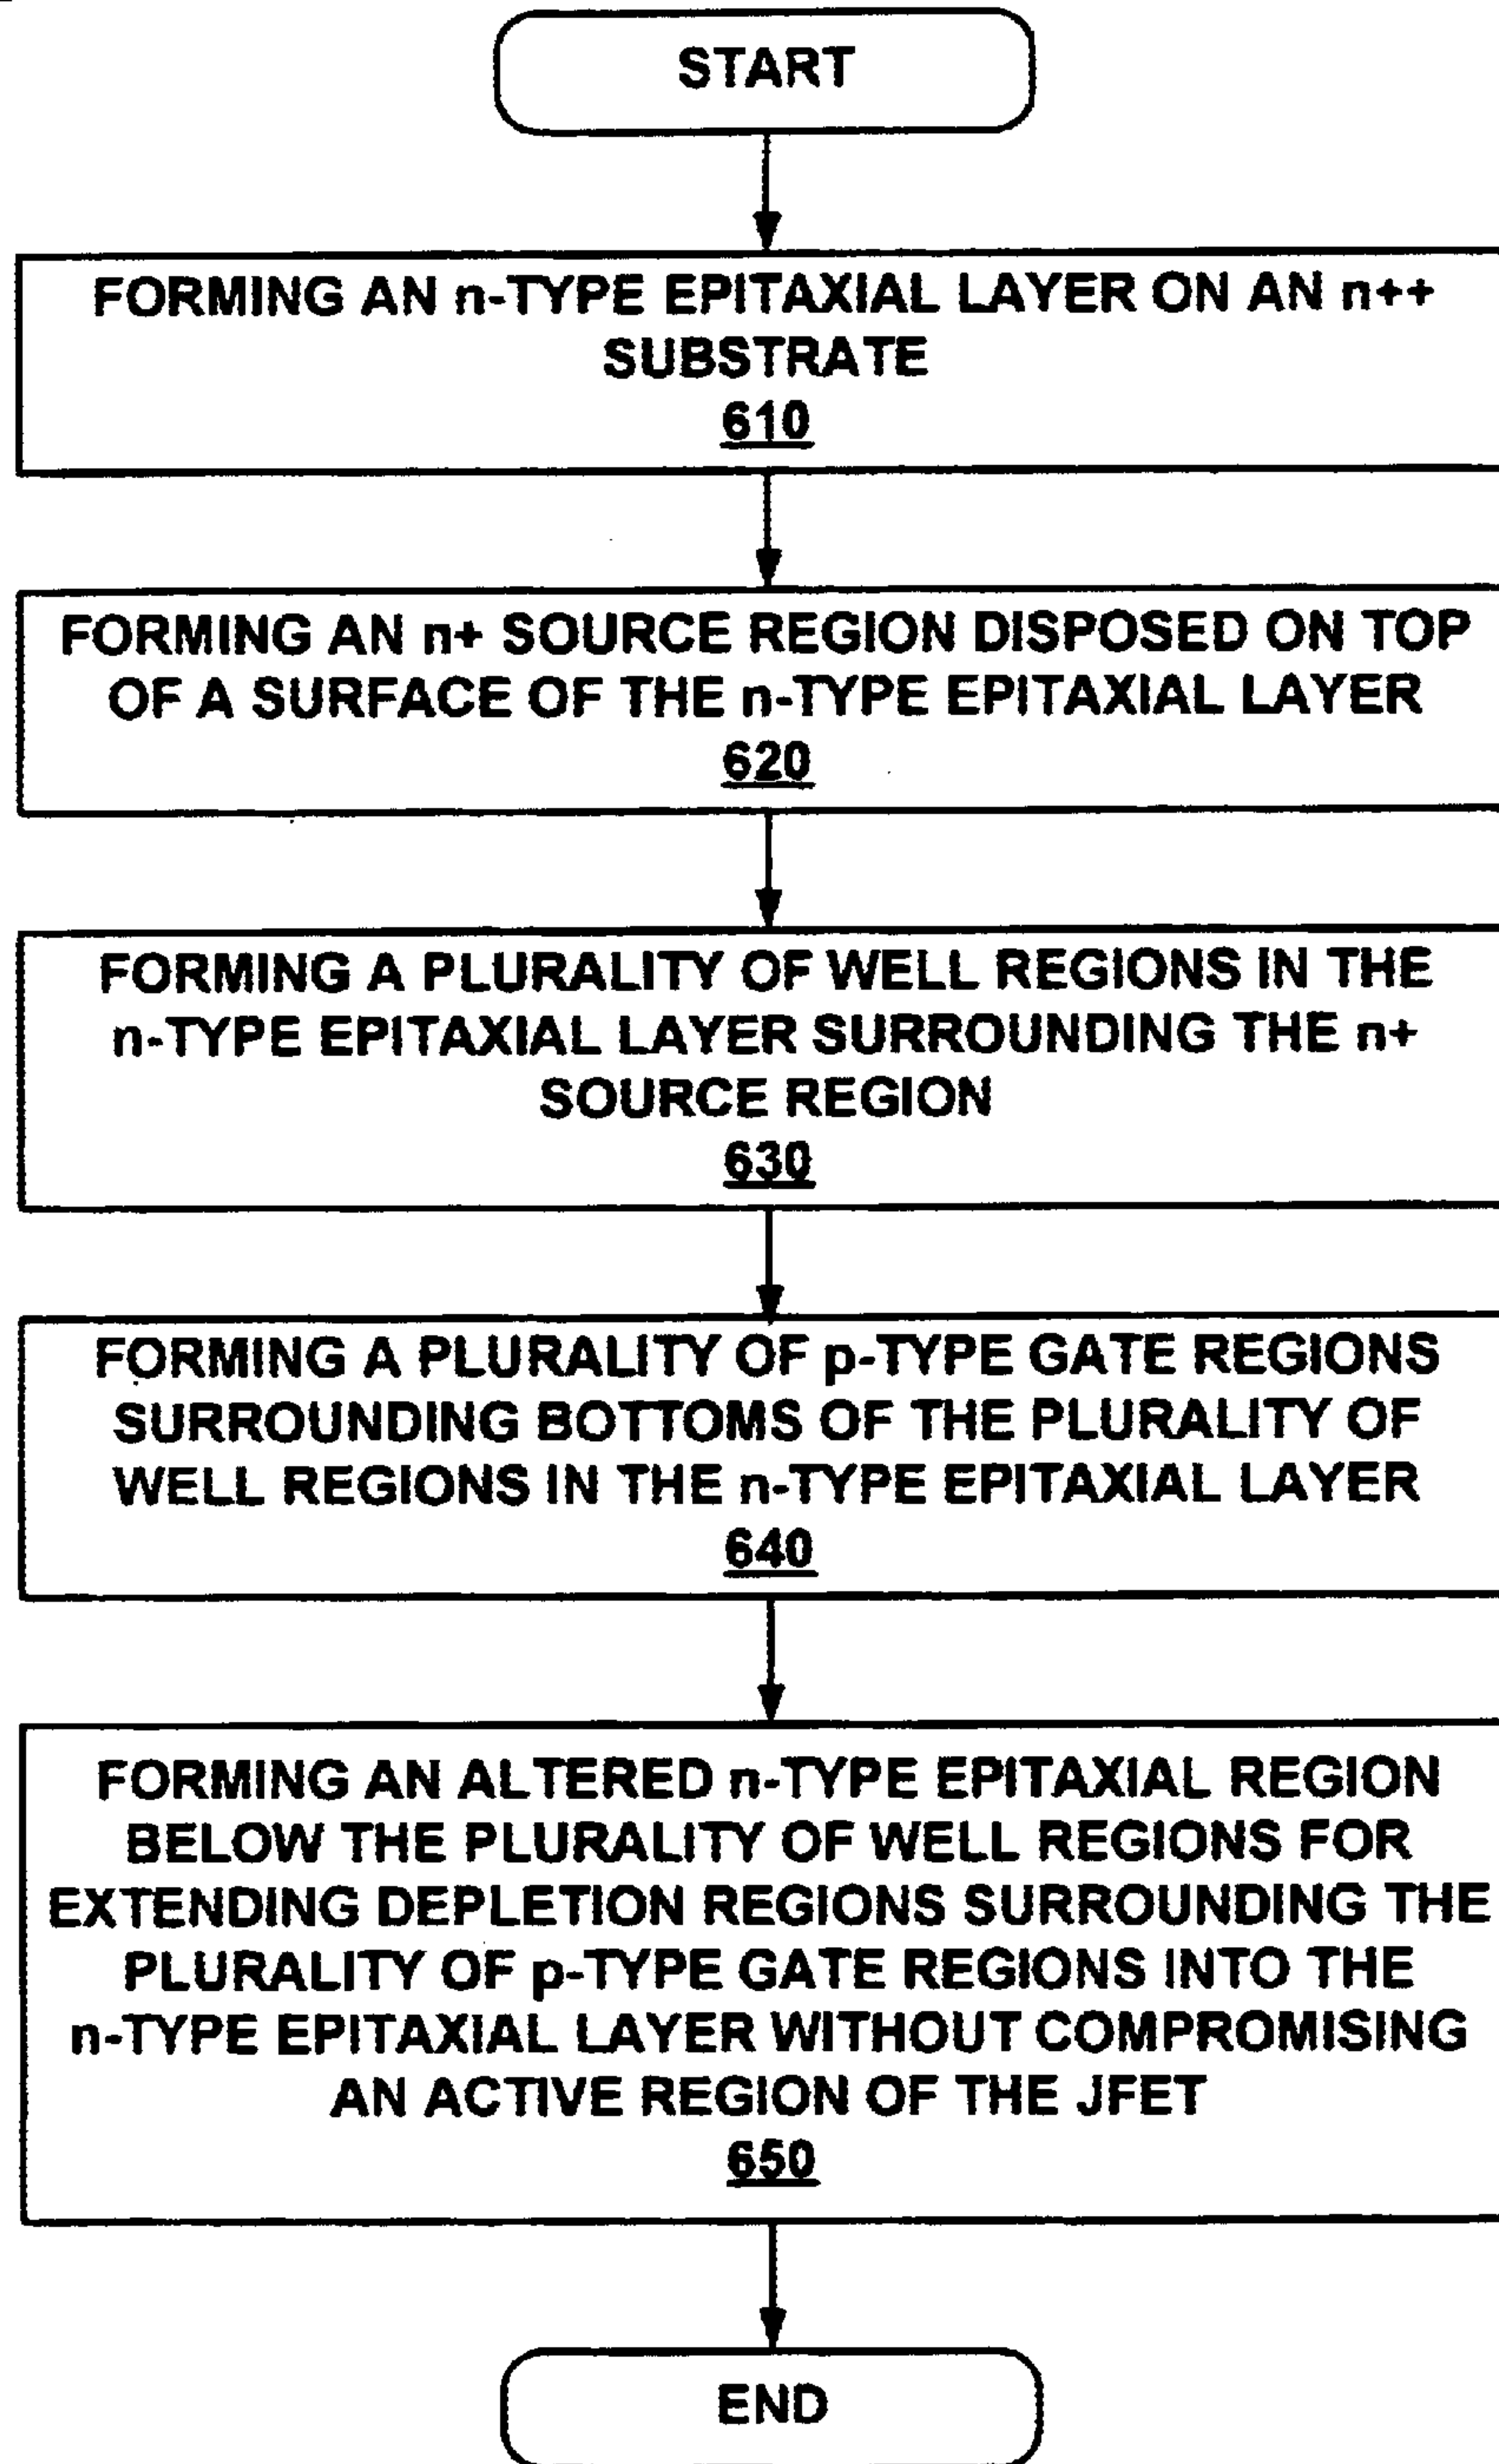 START
FORMING AN n-TYPE EPITAXIAL LAYER ON AN n++
SUBSTRATE
610
FORMING AN n+ SOURCE REGION DISPOSED ON TOP
OF A SURFACE OF THE n-TYPE EPITAXIAL LAYER
620
FORMING A PLURALITY OF WELL REGIONS IN THE
n-TYPE EPITAXIAL LAYER SURROUNDING THE n+
SOURCE REGION
630
FORMING A PLURALITY OF p-TYPE GATE REGIONS
SURROUNDING BOTTOMS OF THE PLURALITY OF
WELL REGIONS IN THE n-TYPE EPITAXIAL LAYER
640
FORMING AN ALTERED n-TYPE EPITAXIAL REGION
BELOW THE PLURALITY OF WELL REGIONS FOR
EXTENDING DEPLETION REGIONS SURROUNDING THE
PLURALITY OF p-TYPE GATE REGIONS INTO THE
n-TYPE EPITAXIAL LAYER WITHOUT COMPROMISING
AN ACTIVE REGION OF THE JFET
650
END